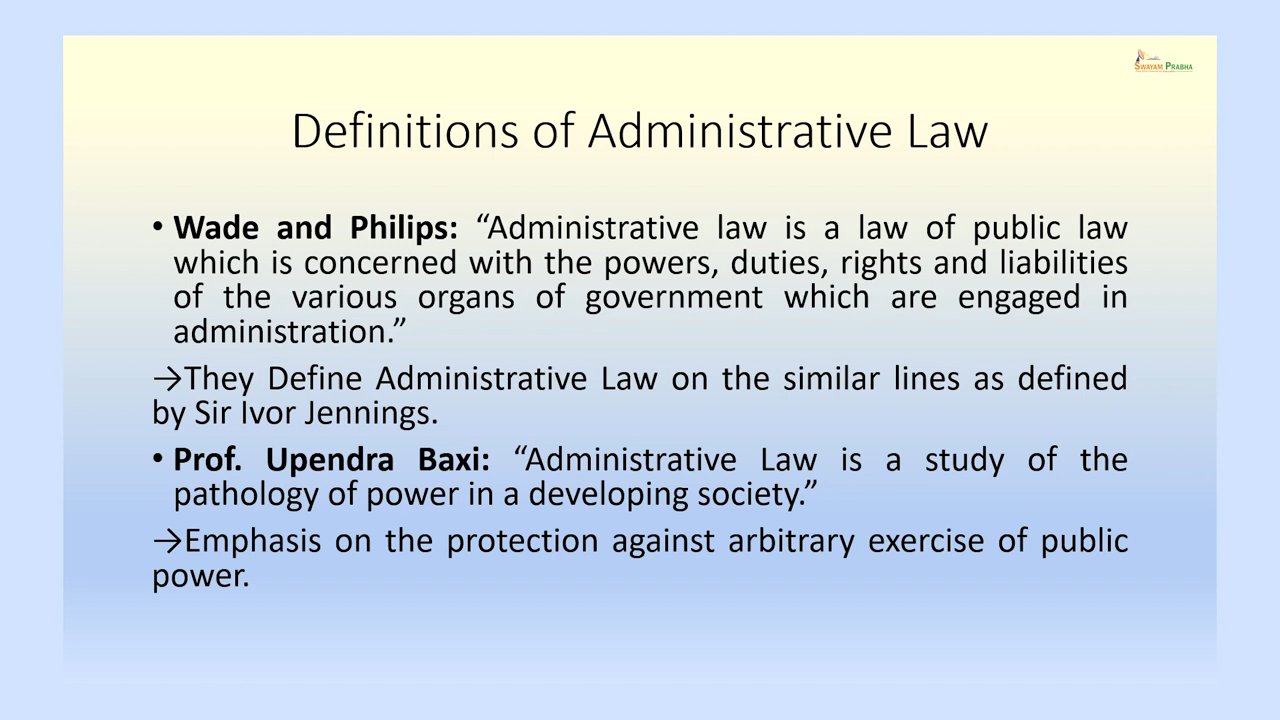 SWAYAM PRABHA
Definitions of Administrative Law
• Wade and Philips: “Administrative law is a law of public law
which is concerned with the powers, duties, rights and liabilities
of the various organs of government which are engaged in
administration.”
→They Define Administrative Law on the similar lines as defined
by Sir Ivor Jennings.
• Prof. Upendra Baxi: “Administrative Law is a study of the
pathology of power in a developing society.”
→Emphasis on the protection against arbitrary exercise of public
power.